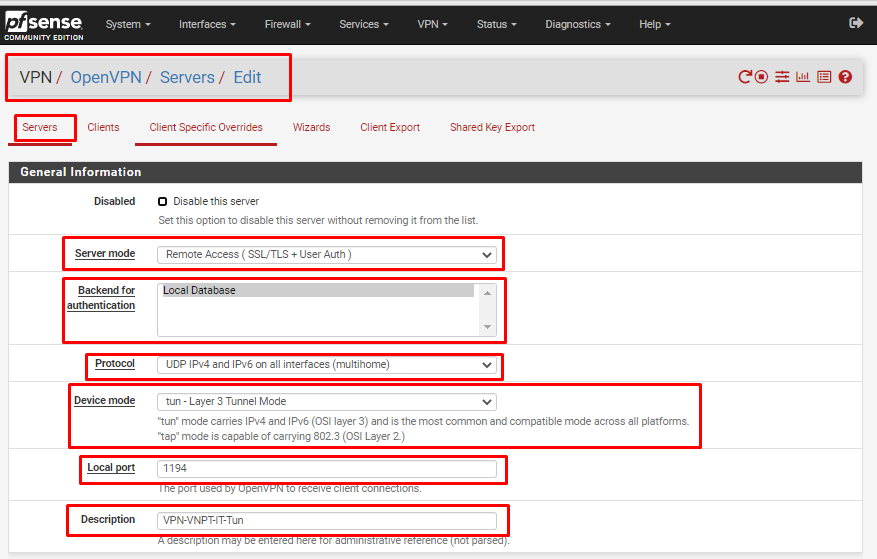 pfsense
COMMUNITY EDITION
System Interfaces Firewall Services VPN Status Diagnostics Help
VPN / OpenVPN / Servers / Edit
Servers Clients Client Specific Overrides Wizards Client Export Shared Key Export
General Information
Disabled Disable this server
Set this option to disable this server without removing it from the list.
Server mode Remote Access ( SSL/TLS + User Auth )
Backend for authentication Local Database
Protocol UDP IPv4 and IPv6 on all interfaces (multihome)
Device mode tun - Layer 3 Tunnel Mode
"tun" mode carries IPv4 and IPv6 (OSI layer 3) and is the most common and compatible mode across all platforms.
"tap" mode is capable of carrying 802.3 (OSI Layer 2.)
Local port 1194
The port used by OpenVPN to receive client connections.
Description VPN-VNPT-IT-Tun
A description may be entered here for administrative reference (not parsed).